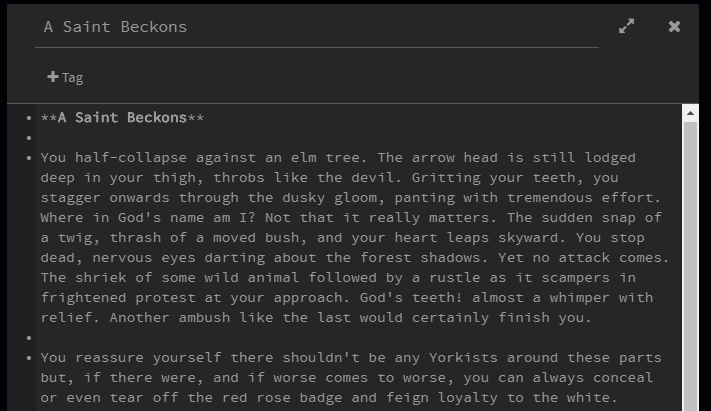 A Saint Beckons
+ Tag
**A Saint Beckons**
You half-collapse against an elm tree. The arrow head is still lodged
deep in your thigh, throbs like the devil. Gritting your teeth, you
stagger onwards through the dusky gloom, panting with tremendous effort.
Where in God's name am I? Not that it really matters. The sudden snap of
a twig, thrash of a moved bush, and your heart leaps skyward. You stop
dead, nervous eyes darting about the forest shadows. Yet no attack comes.
The shriek of some wild animal followed by a rustle as it scampers in
frightened protest at your approach. God's teeth! almost a whimper with
relief. Another ambush like the last would certainly finish you.
You reassure yourself there shouldn't be any Yorkists around these parts
but, if there were, and if worse comes to worse, you can always conceal
or even tear off the red rose badge and feign loyalty to the white.